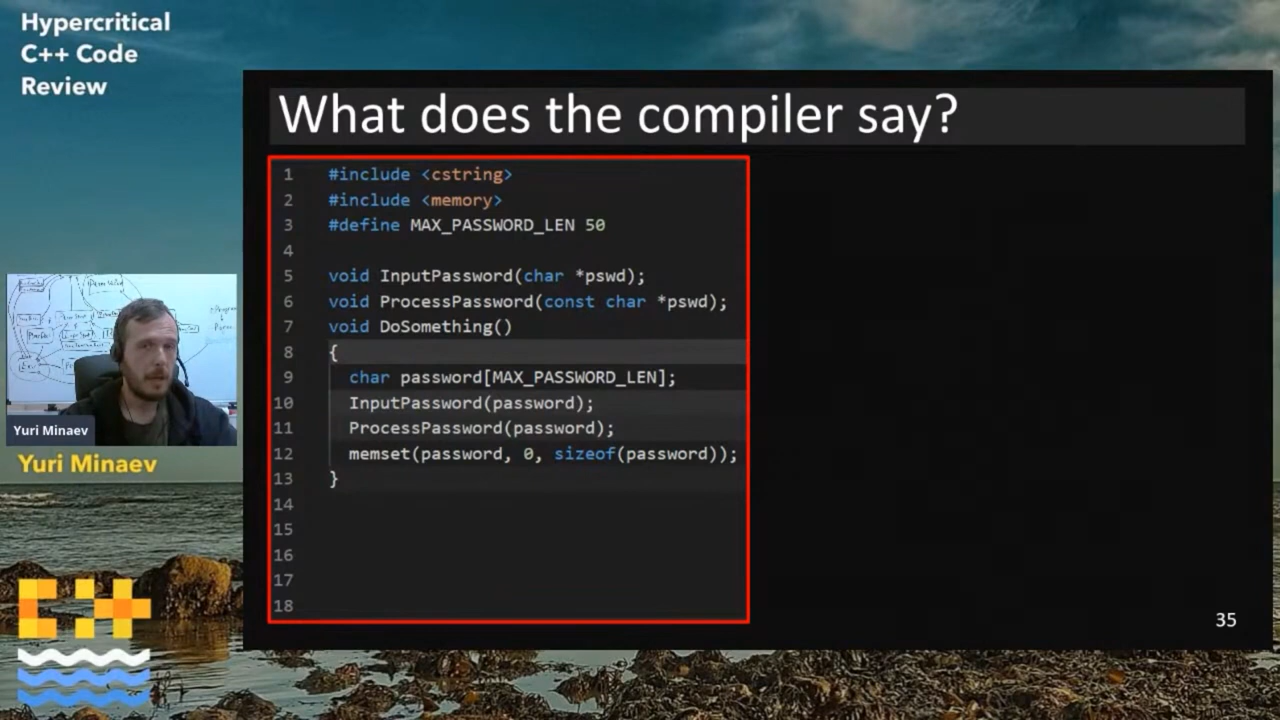 Hypercritical
C++ Code
Review
What does the compiler say?
1 #include <cstring>
2 #include <memory>
3 #define MAX_PASSWORD_LEN 50
4
5 void InputPassword(char *pswd);
6 void ProcessPassword(const char *pswd);
7 void DoSomething()
8 {
9 char password[MAX_PASSWORD_LEN];
10 InputPassword(password);
11 ProcessPassword(password);
12 memset(password, 0, sizeof(password));
13 }
14
15
16
17
18
Yuri Minaev
Yuri Minaev
C++
35